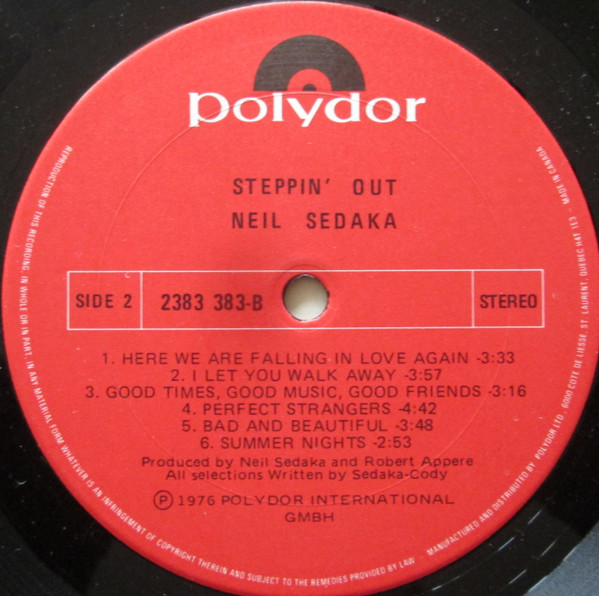 polydor
STEPPIN' OUT
NEIL SEDAKA
SIDE 2
2383 383-B
STEREO
1. HERE WE ARE FALLING IN LOVE AGAIN -3:33
2. I LET YOU WALK AWAY -3:57
3. GOOD TIMES, GOOD MUSIC, GOOD FRIENDS -3:16
4. PERFECT STRANGERS -4:42
5. BAD AND BEAUTIFUL -3:48
6. SUMMER NIGHTS -2:53
Produced by Neil Sedaka and Robert Appere
All selections Written by Sedaka-Cody
Ⓟ 1976 POLYDOR INTERNATIONAL
GMBH
REPRODUCTION OF THIS RECORDING, IN WHOLE OR IN PART, IN ANY MATERIAL FORM WHATEVER IS AN INFRINGEMENT OF COPYRIGHT THEREIN AND SUBJECT TO THE REMEDIES PROVIDED BY LAW
MANUFACTURED AND DISTRIBUTED BY POLYDOR LTD. 6000 COTE DE LIESSE, ST LAURENT, QUEBEC H4T 1E3 MADE IN CANADA